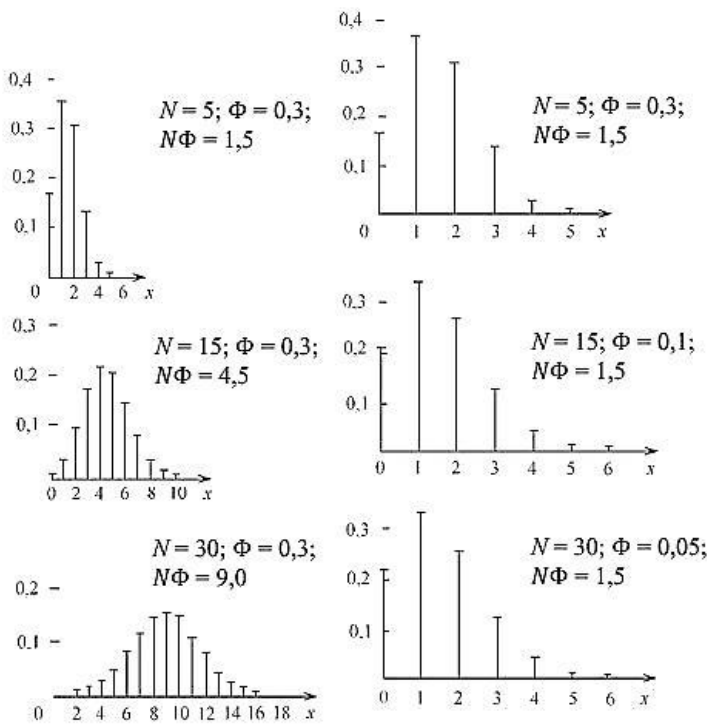 0,4
0,3
0,2
0,1
0 2 4 6 x
N = 5; Φ = 0,3;
NΦ = 1,5
0,4
0,3
0,2
0,1
0 1 2 3 4 5 x
N = 5; Φ = 0,3;
NΦ = 1,5
0,3
0,2
0,1
0 2 4 6 8 10 x
N = 15; Φ = 0,3;
NΦ = 4,5
0,3
0,2
0,1
0 1 2 3 4 5 6 x
N = 15; Φ = 0,1;
NΦ = 1,5
0,2
0,1
0 2 4 6 8 10 12 14 16 18 x
N = 30; Φ = 0,3;
NΦ = 9,0
0,3
0,2
0,1
0 1 2 3 4 5 6 x
N = 30; Φ = 0,05;
NΦ = 1,5